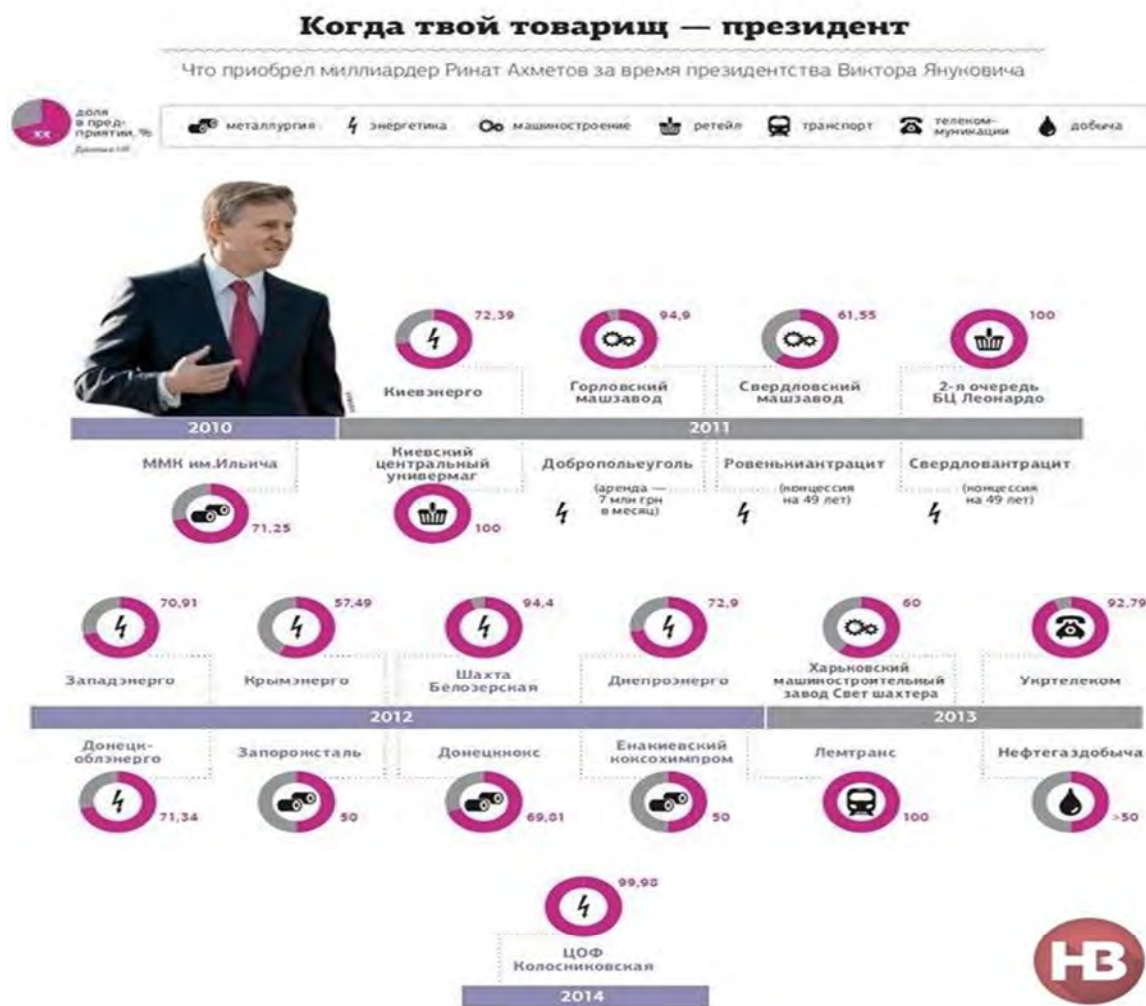 Когда твой товарищ — президент
Что приобрел миллиардер Ринат Ахметов за время президентства Виктора Януковича
xx
доля
в пред-
приятии, %
Данные НВ
металлургия
энергетика
машиностроение
ретейл
транспорт
телеком-
муникации
добыча
72,39
Киевэнерго
94,9
Горловский
машзавод
61,55
Свердловский
машзавод
100
2-я очередь
БЦ Леонардо
2010
2011
ММК им.Ильича
71,25
Киевский
центральный
универмаг
100
Добропольеуголь
(аренда —
7 млн грн
в месяц)
Ровенькиантрацит
(концессия
на 49 лет)
Свердловантрацит
(концессия
на 49 лет)
70,91
Западэнерго
57,49
Крымэнерго
94,4
Шахта
Белозерская
72,9
Днепроэнерго
60
Харьковский
машиностроительный
завод Свет шахтера
92,79
Укртелеком
2012
2013
Донецк-
облэнерго
71,34
Запорожсталь
50
Донецккокс
69,81
Енакиевский
коксохимпром
50
Лемтранс
100
Нефтегаздобыча
>50
99,98
ЦОФ
Колосниковская
2014
НВ